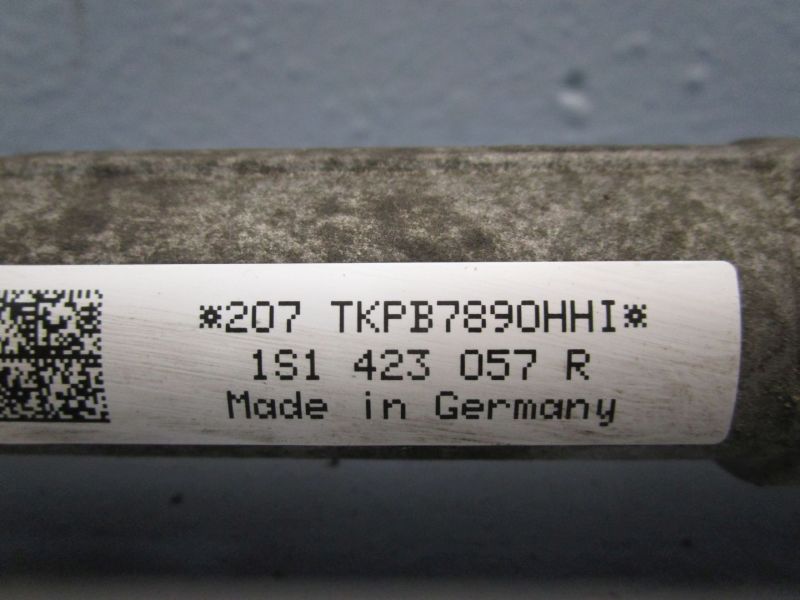 *207 TKPB7890HHI*
1S1 423 057 R
Made in Germany